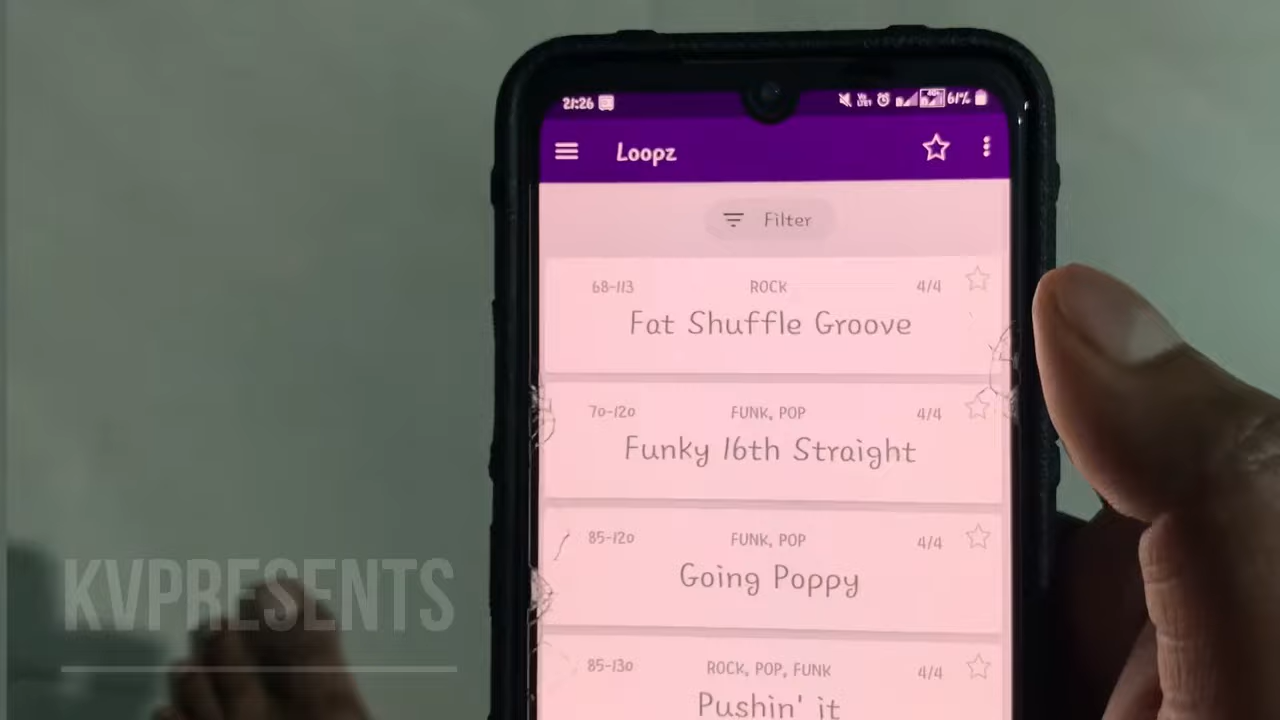 21:26 61%
Loopz
Filter
68-113 ROCK 4/4
Fat Shuffle Groove
70-120 FUNK, POP 4/4
Funky 16th Straight
85-120 FUNK, POP 4/4
Going Poppy
85-130 ROCK, POP, FUNK 4/4
Pushin' it
KVPRESENTS